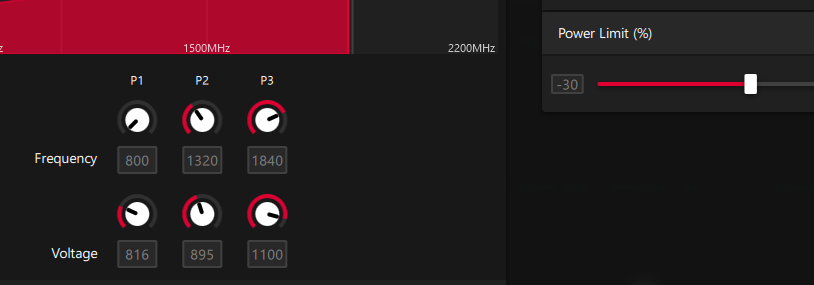 z
1500MHz
2200MHz
Power Limit (%)
-30
P1 P2 P3
Frequency
800 1320 1840
Voltage
816 895 1100